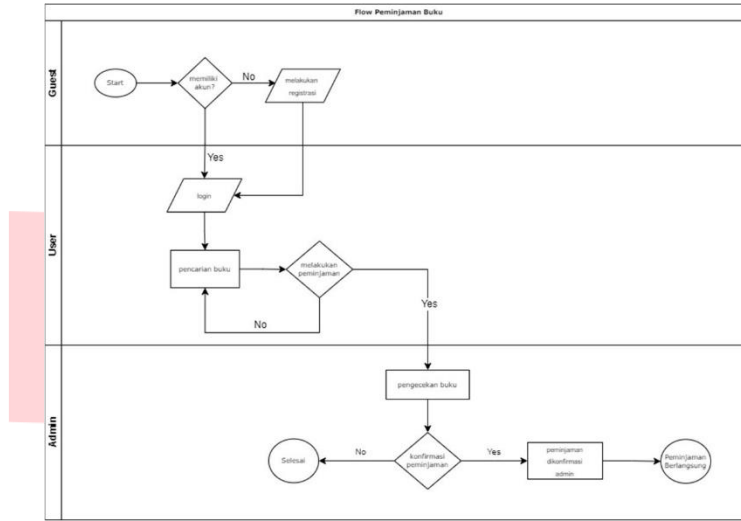 Flow Peminjaman Buku
Guest
Start
memiliki
akun?
No
melakukan
registrasi
Yes
User
login
pencarian buku
melakukan
peminjaman
No
Yes
Admin
pengecekan buku
Selesai
No
konfirmasi
peminjaman
Yes
peminjaman
dikonfirmasi
admin
Peminjaman
Berlangsung